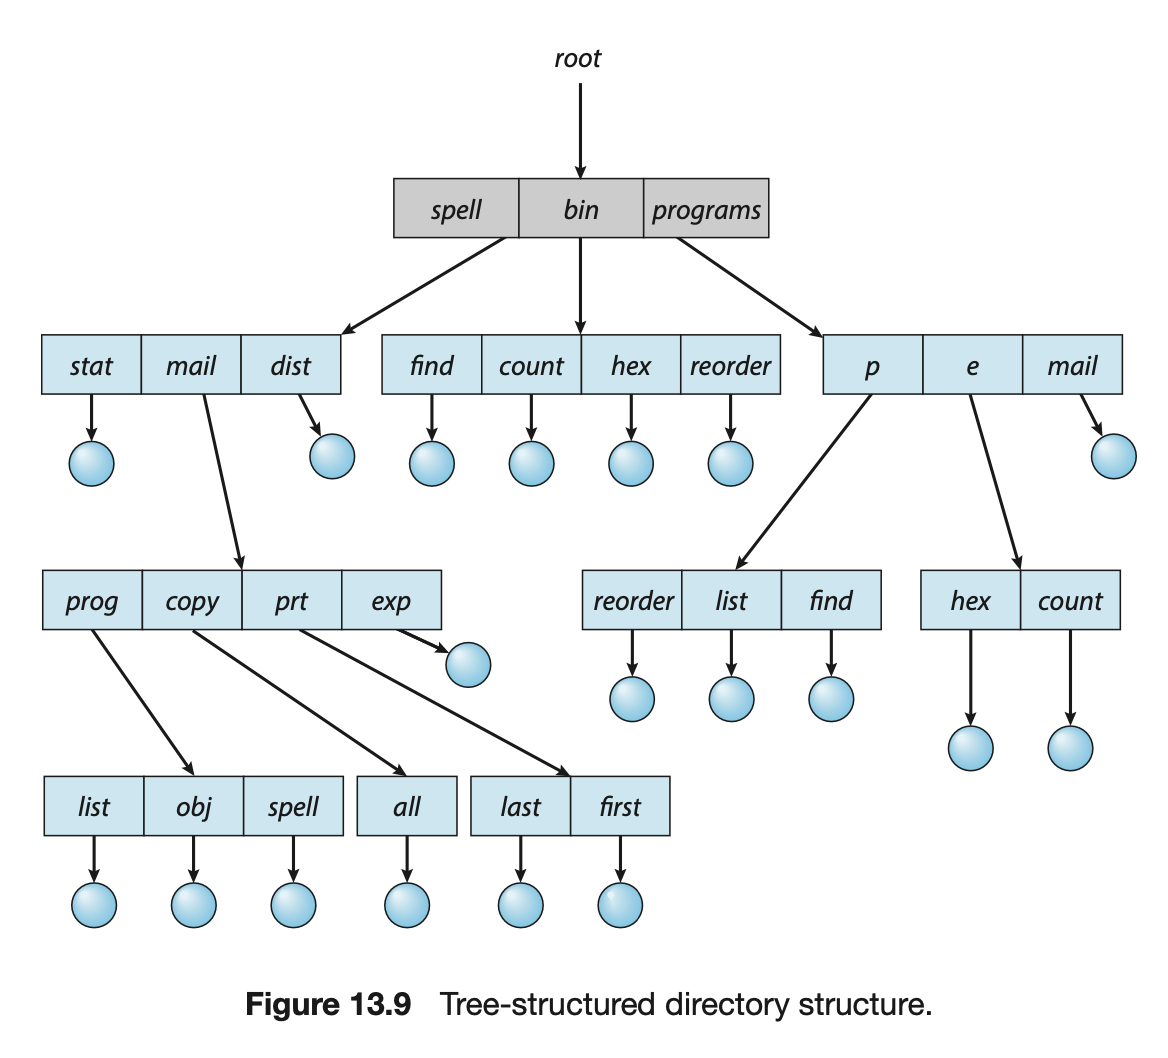 root
spell bin programs
stat mail dist find count hex reorder p e mail
prog copy prt exp reorder list find hex count
list obj spell all last first
Figure 13.9 Tree-structured directory structure.